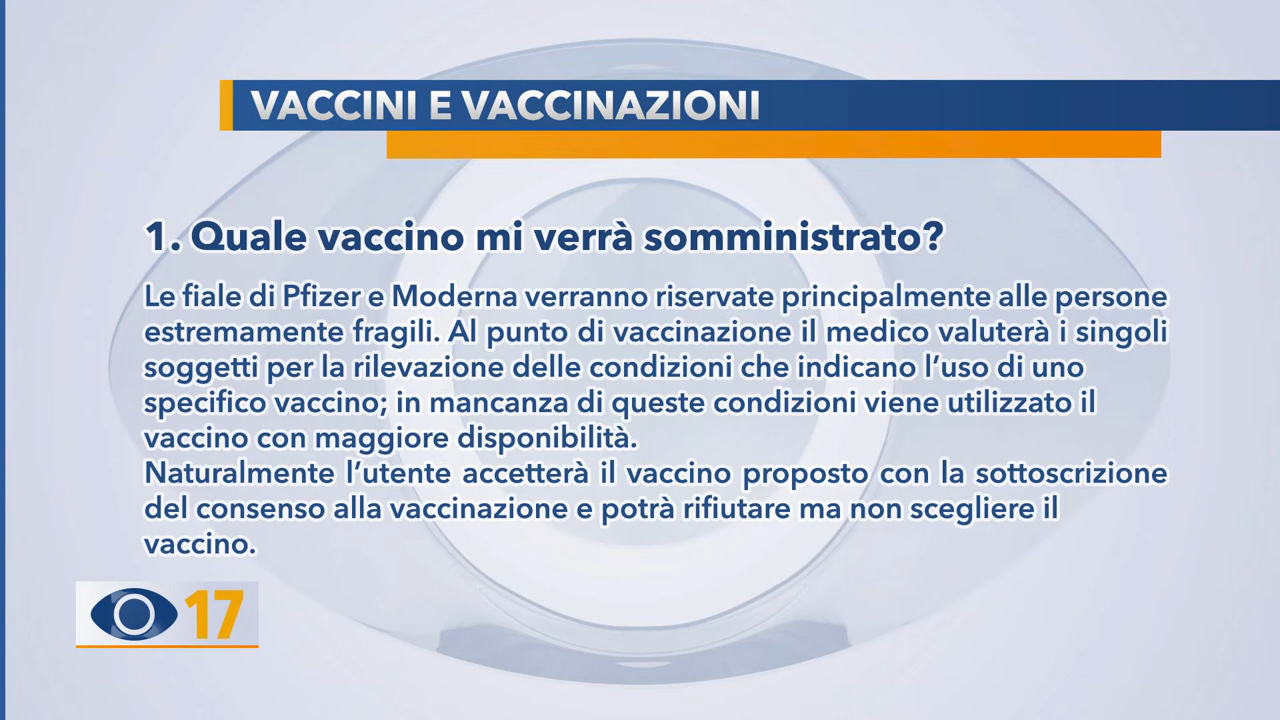 VACCINI E VACCINAZIONI
1. Quale vaccino mi verrà somministrato?
Le fiale di Pfizer e Moderna verranno riservate principalmente alle persone
estremamente fragili. Al punto di vaccinazione il medico valuterà i singoli
soggetti per la rilevazione delle condizioni che indicano l’uso di uno
specifico vaccino; in mancanza di queste condizioni viene utilizzato il
vaccino con maggiore disponibilità.
Naturalmente l’utente accetterà il vaccino proposto con la sottoscrizione
del consenso alla vaccinazione e potrà rifiutare ma non scegliere il
vaccino.
17